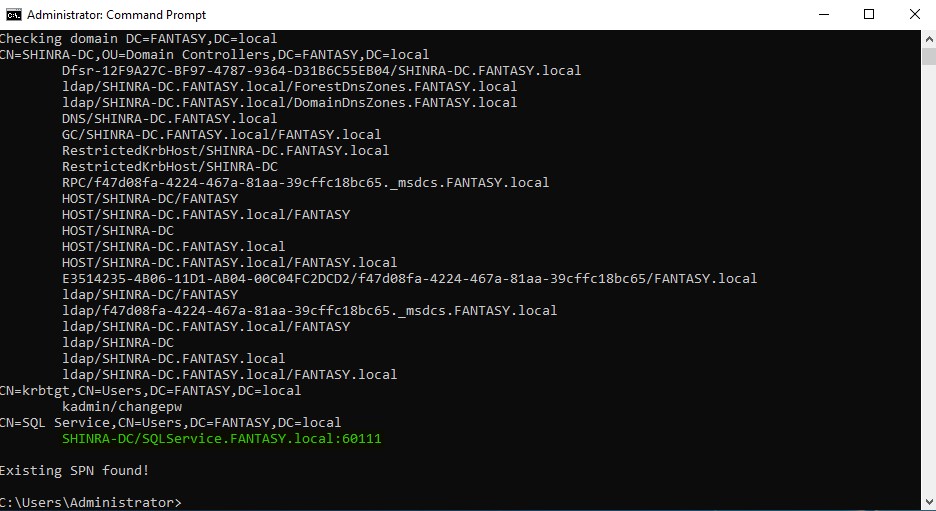 Administrator: Command Prompt
Checking domain DC=FANTASY,DC=local
CN=SHINRA-DC,OU=Domain Controllers,DC=FANTASY,DC=local
Dfsr-12F9A27C-BF97-4787-9364-D31B6C55EB04/SHINRA-DC.FANTASY.local
ldap/SHINRA-DC.FANTASY.local/ForestDnsZones.FANTASY.local
ldap/SHINRA-DC.FANTASY.local/DomainDnsZones.FANTASY.local
DNS/SHINRA-DC.FANTASY.local
GC/SHINRA-DC.FANTASY.local/FANTASY.local
RestrictedKrbHost/SHINRA-DC.FANTASY.local
RestrictedKrbHost/SHINRA-DC
RPC/f47d08fa-4224-467a-81aa-39cffc18bc65._msdcs.FANTASY.local
HOST/SHINRA-DC/FANTASY
HOST/SHINRA-DC.FANTASY.local/FANTASY
HOST/SHINRA-DC
HOST/SHINRA-DC.FANTASY.local
HOST/SHINRA-DC.FANTASY.local/FANTASY.local
E3514235-4B06-11D1-AB04-00C04FC2DCD2/f47d08fa-4224-467a-81aa-39cffc18bc65/FANTASY.local
ldap/SHINRA-DC/FANTASY
ldap/f47d08fa-4224-467a-81aa-39cffc18bc65._msdcs.FANTASY.local
ldap/SHINRA-DC.FANTASY.local/FANTASY
ldap/SHINRA-DC
ldap/SHINRA-DC.FANTASY.local
ldap/SHINRA-DC.FANTASY.local/FANTASY.local
CN=krbtgt,CN=Users,DC=FANTASY,DC=local
kadmin/changepw
CN=SQL Service,CN=Users,DC=FANTASY,DC=local
SHINRA-DC/SQLService.FANTASY.local:60111
Existing SPN found!
C:\Users\Administrator>